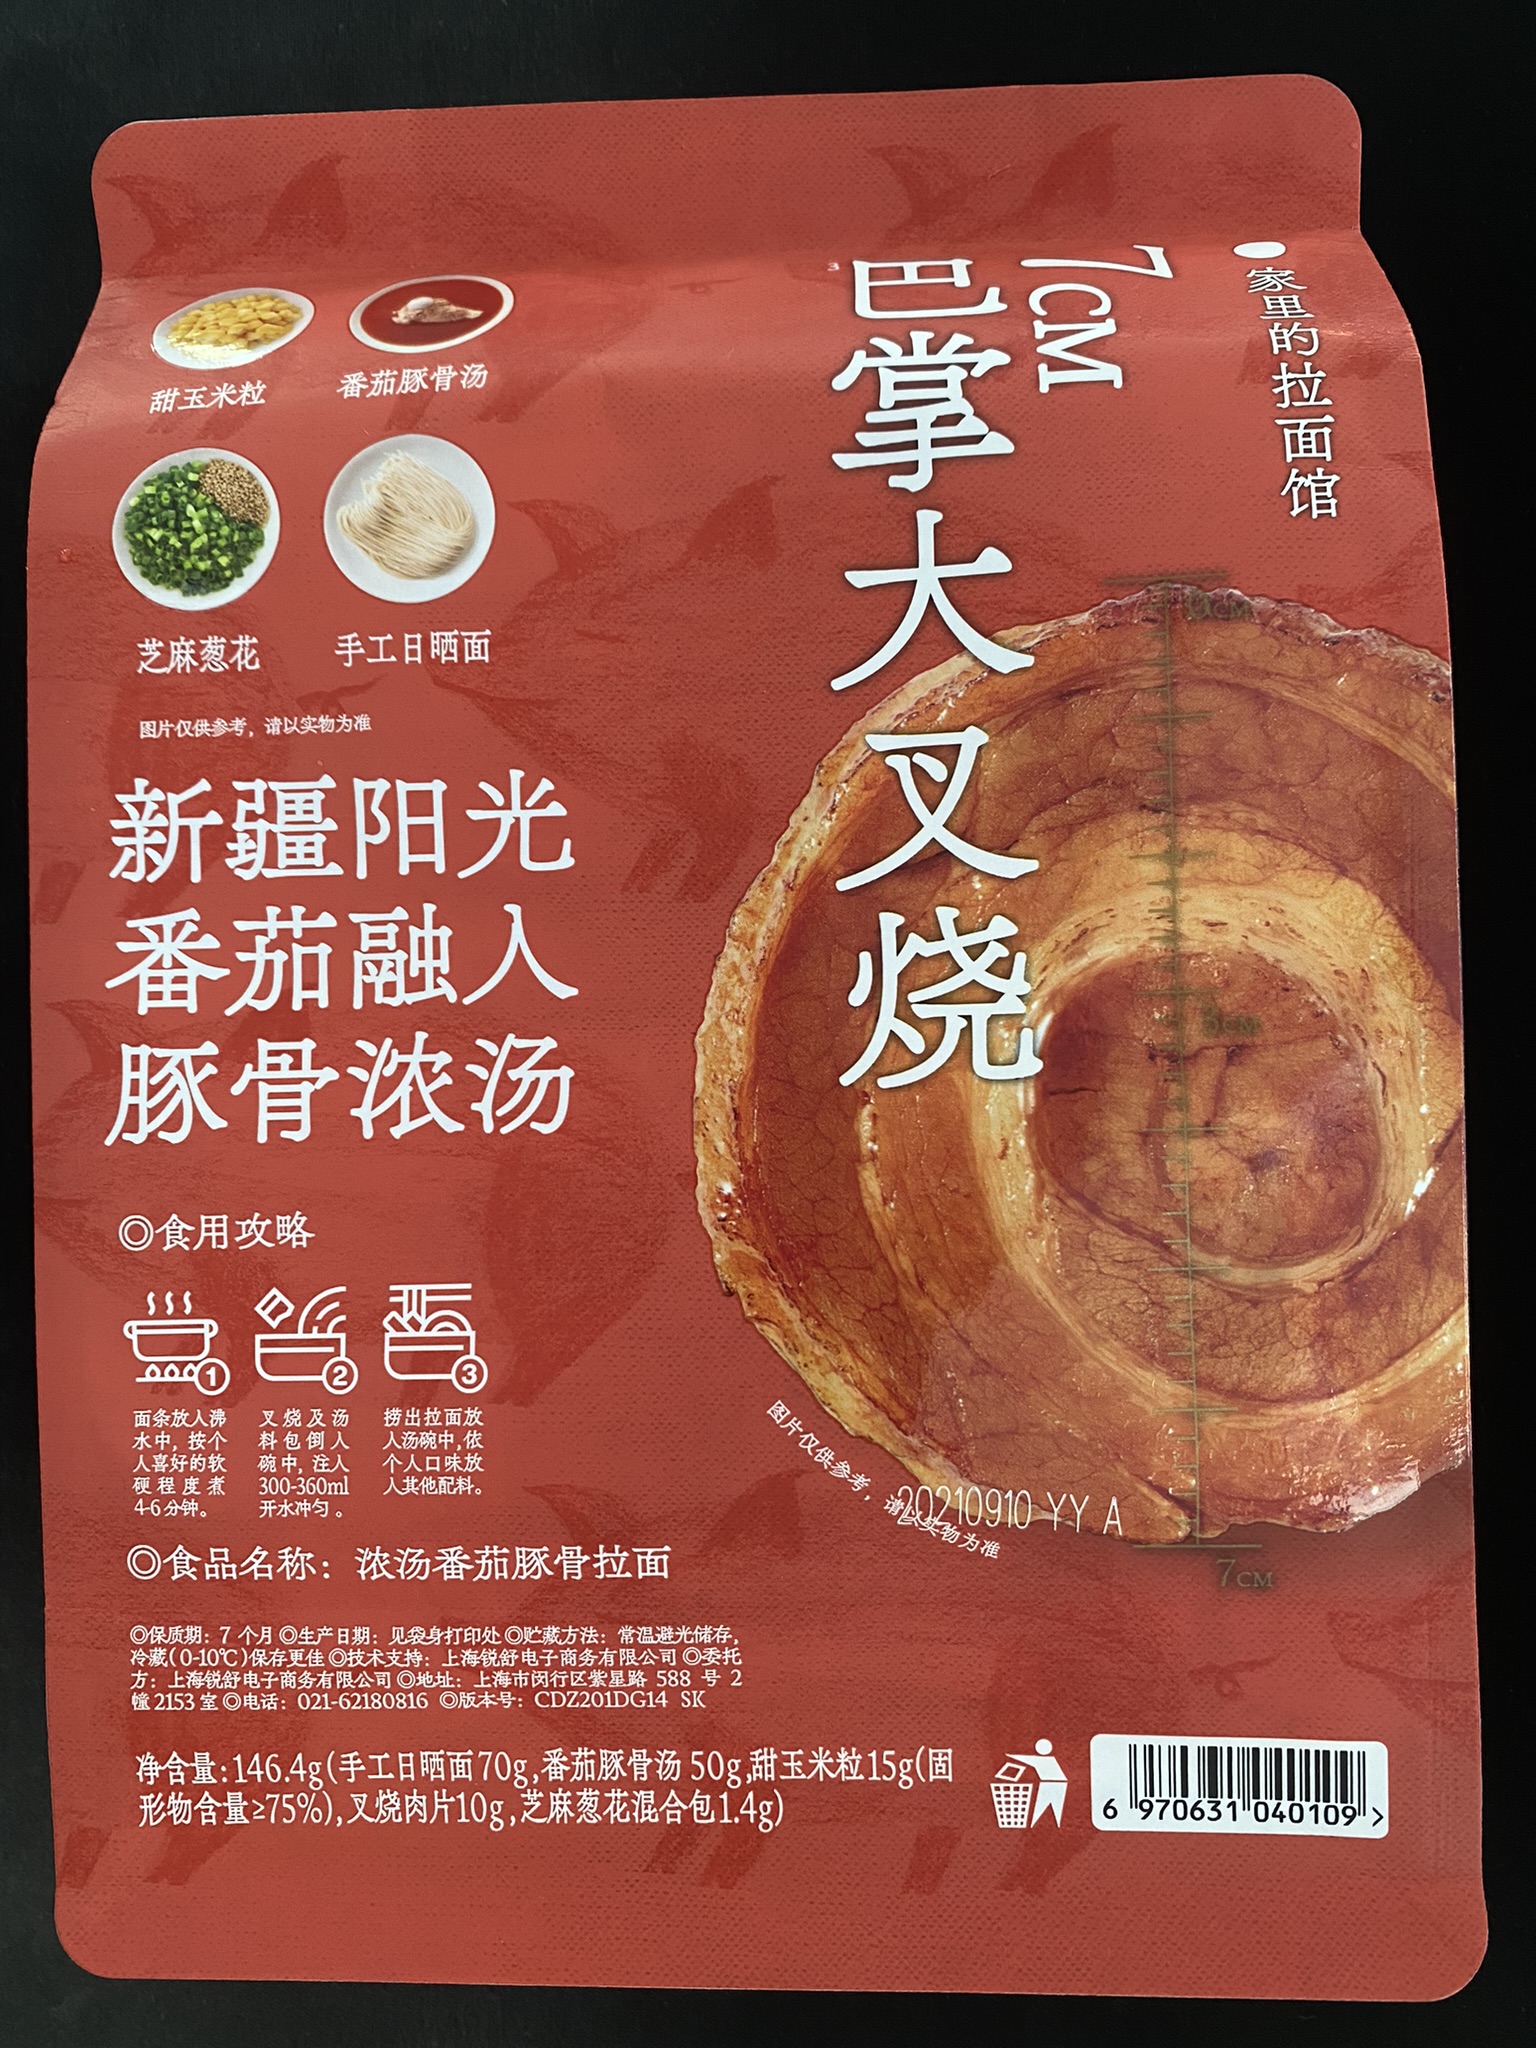 家里的拉面馆
7CM
巴掌大叉烧
甜玉米粒
番茄豚骨汤
芝麻葱花
手工日晒面
图片仅供参考，请以实物为准
新疆阳光
番茄融入
豚骨浓汤
◎食用攻略
1
2
3
面条放入沸
水中，按个
人喜好的软
硬程度煮
4-6分钟。
叉烧及汤
料包倒入
碗中，注入
300-360ml
开水冲匀。
捞出拉面放
入汤碗中，依
个人口味放
入其他配料。
0CM
7CM
图片仅供参考，请以实物为准
20210910 YY A
◎食品名称：浓汤番茄豚骨拉面
◎保质期：7 个月 ◎生产日期：见袋身打印处 ◎贮藏方法：常温避光储存，
冷藏(0-10℃)保存更佳 ◎技术支持：上海锐舒电子商务有限公司 ◎委托
方：上海锐舒电子商务有限公司 ◎地址：上海市闵行区紫星路 588 号 2
幢 2153 室 ◎电话：021-62180816 ◎版本号：CDZ201DG14 SK
净含量:146.4g(手工日晒面70g,番茄豚骨汤 50g,甜玉米粒15g(固
形物含量≥75%),叉烧肉片10g,芝麻葱花混合包1.4g)
6 970631 040109 >